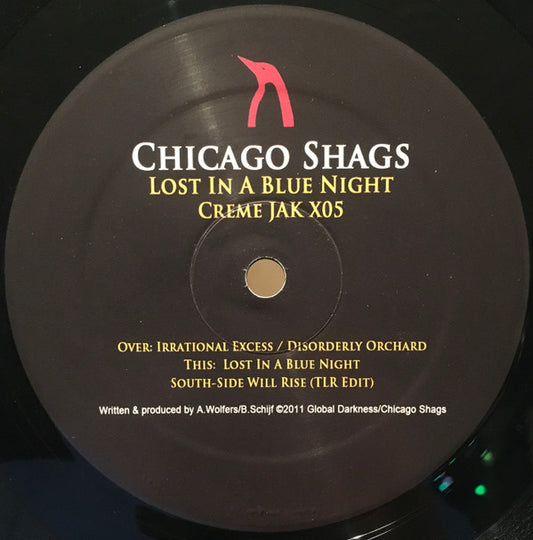 Chicago Shags
Lost In A Blue Night
Creme JAK X05
Over: Irrational Excess / Disorderly Orchard
This: Lost In A Blue Night
South-Side Will Rise (TLR Edit)
Written & produced by A.Wolfers/B.Schijf ©2011 Global Darkness/Chicago Shags